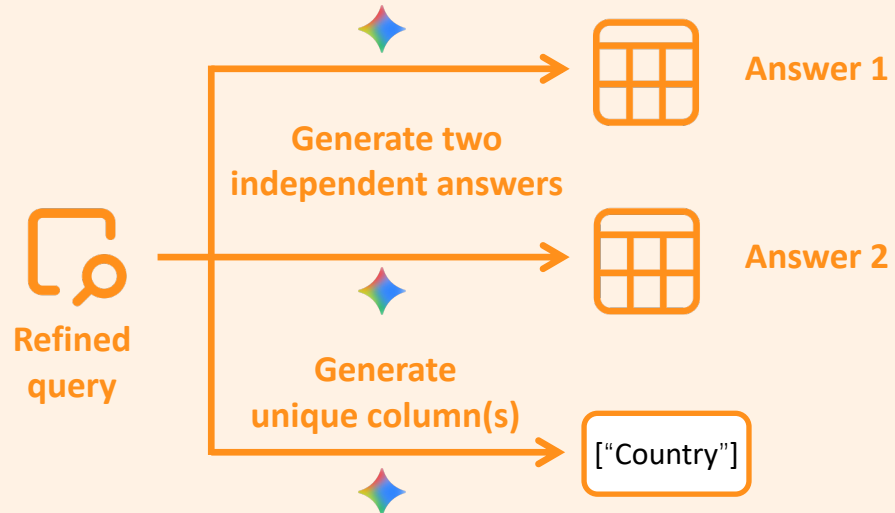 Answer 1
Generate two
independent answers
Answer 2
Refined
query
Generate
unique column(s)
[“Country”]